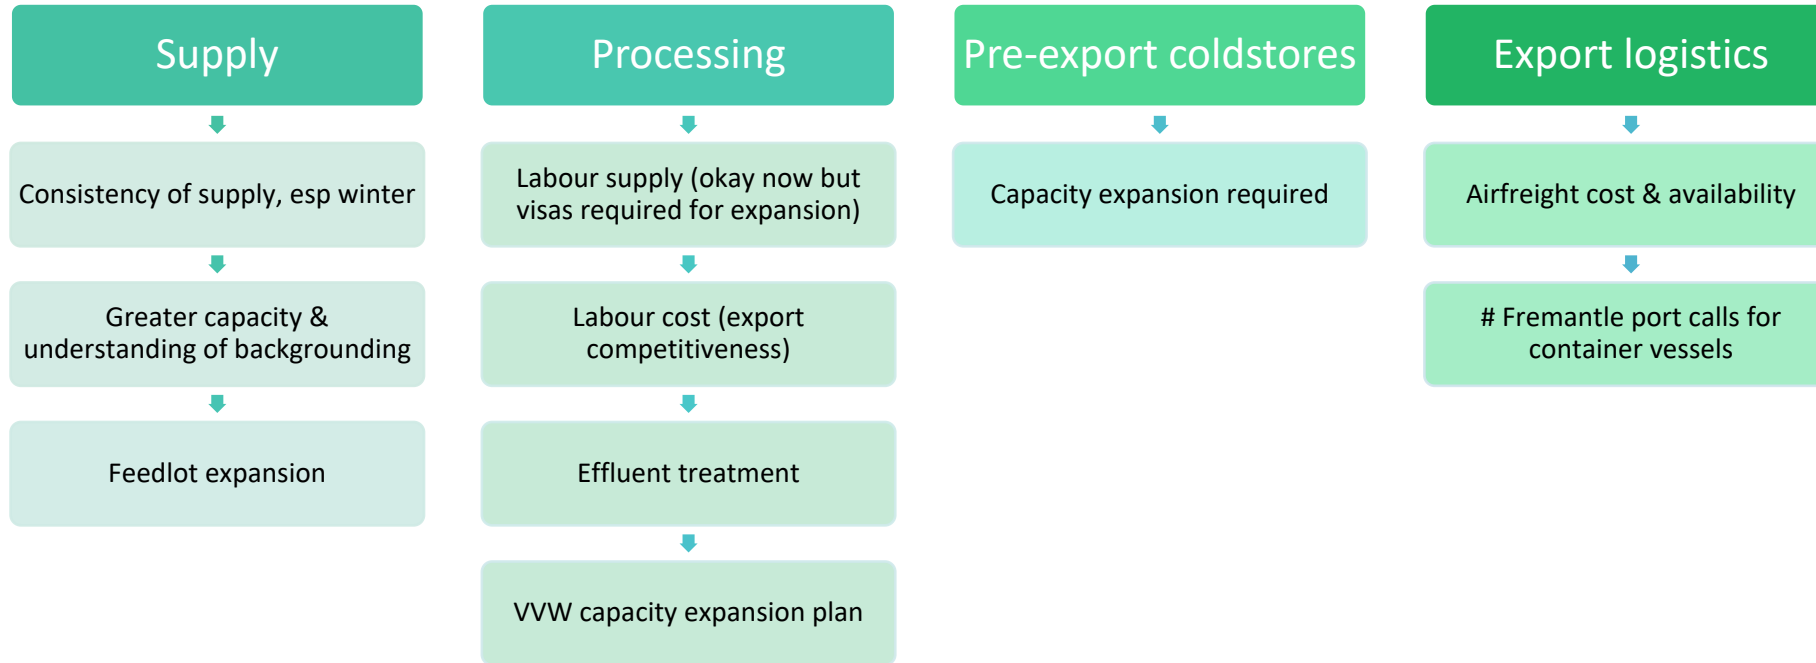 Supply
Consistency of supply, esp winter
Greater capacity &
understanding of backgrounding
Feedlot expansion
Processing
Labour supply (okay now but
visas required for expansion)
Labour cost (export
competitiveness)
Effluent treatment
VVW capacity expansion plan
Pre-export coldstores
Capacity expansion required
Export logistics
Airfreight cost & availability
# Fremantle port calls for
container vessels